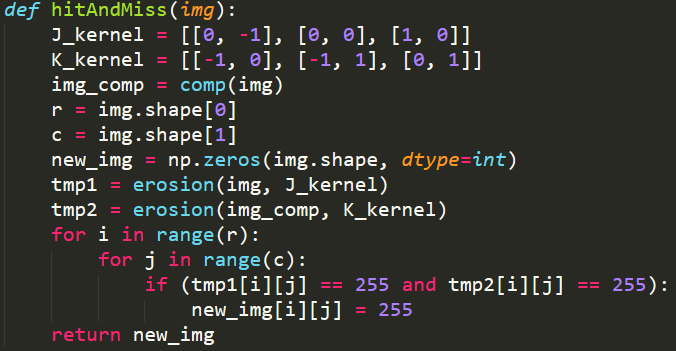 def hitAndMiss(img):
    J_kernel = [[0, -1], [0, 0], [1, 0]]
    K_kernel = [[-1, 0], [-1, 1], [0, 1]]
    img_comp = comp(img)
    r = img.shape[0]
    c = img.shape[1]
    new_img = np.zeros(img.shape, dtype=int)
    tmp1 = erosion(img, J_kernel)
    tmp2 = erosion(img_comp, K_kernel)
    for i in range(r):
        for j in range(c):
            if (tmp1[i][j] == 255 and tmp2[i][j] == 255):
                new_img[i][j] = 255
    return new_img